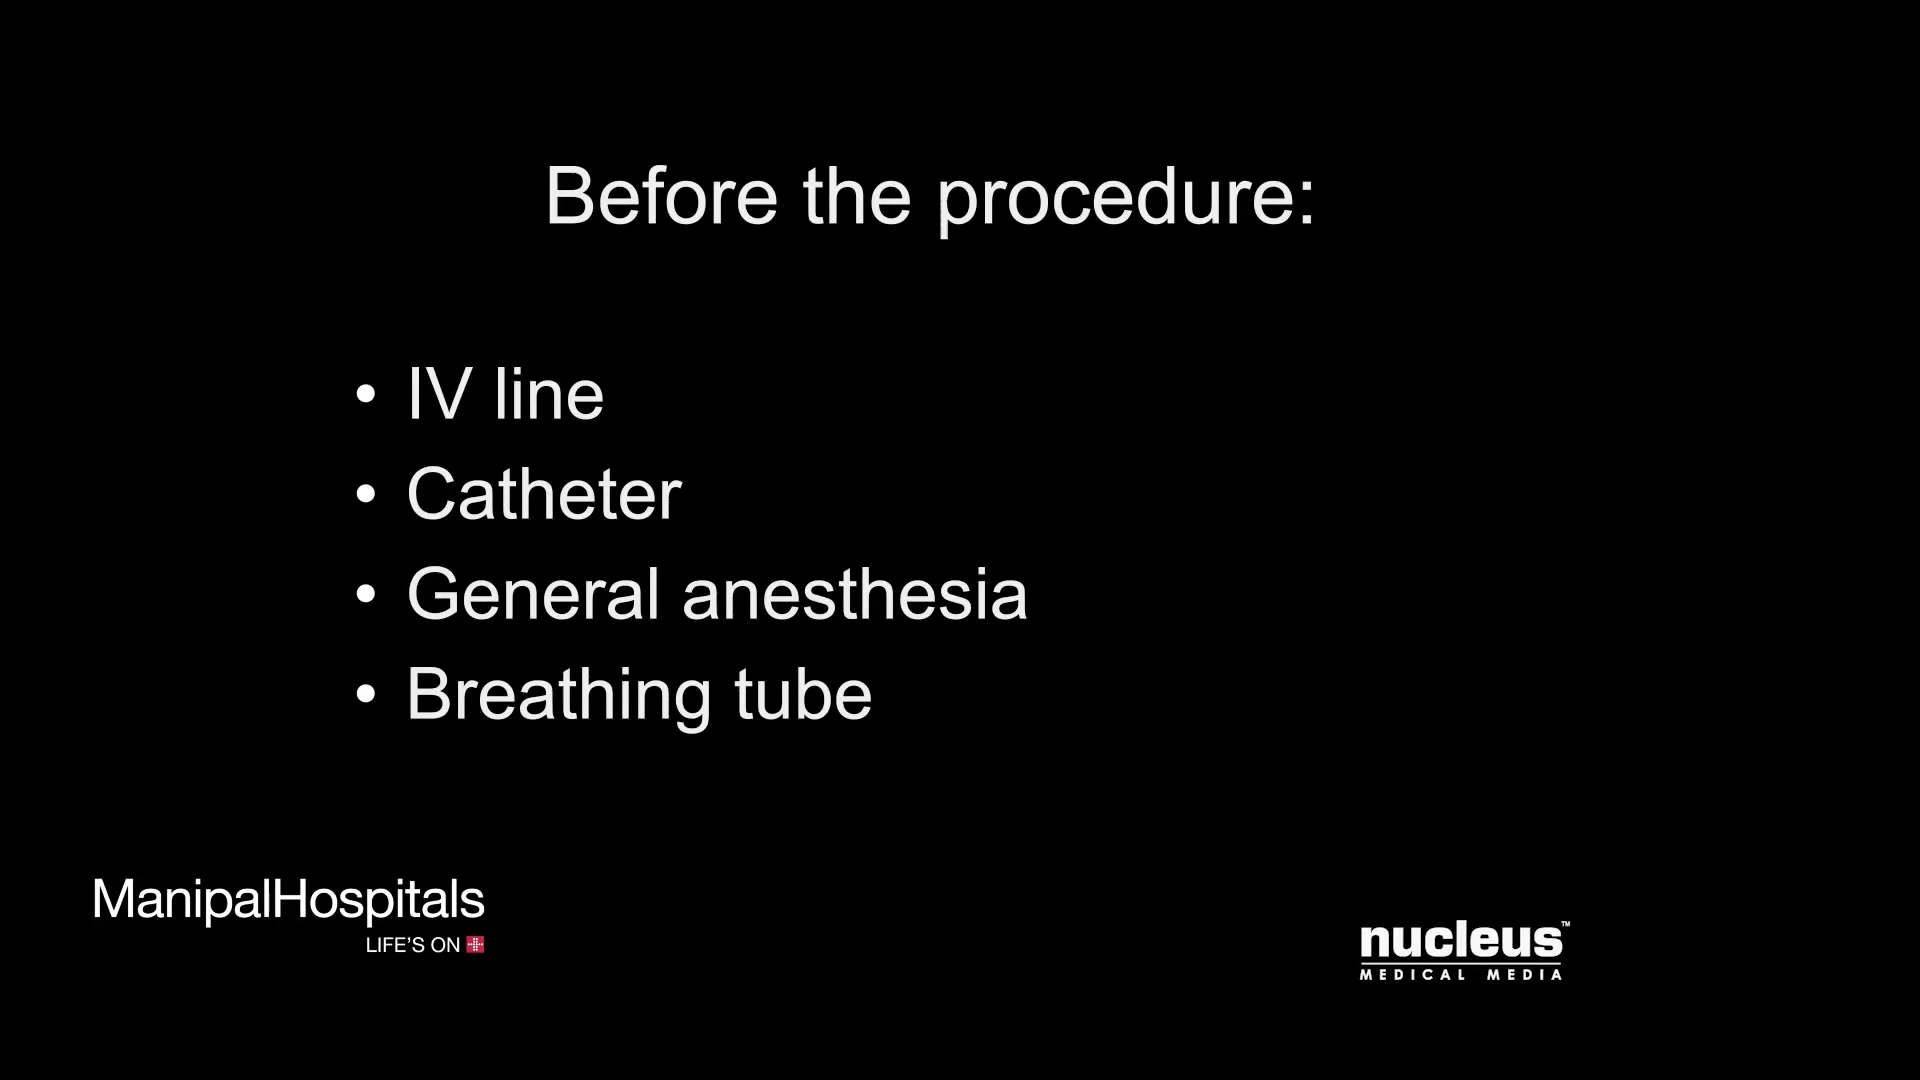 Before the procedure:
• IV line
• Catheter
• General anesthesia
• Breathing tube
ManipalHospitals
LIFE'S ON
nucleus™
MEDICAL MEDIA